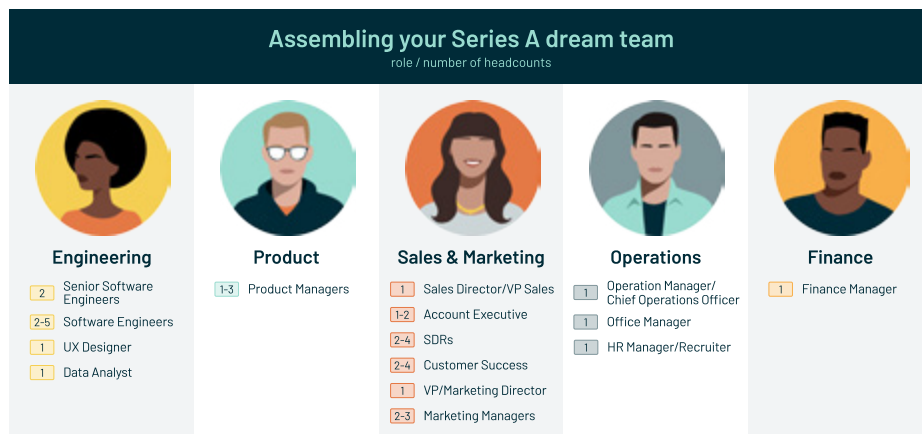 Assembling your Series A dream team
role / number of headcounts
Engineering
2 Senior Software
Engineers
2-5 Software Engineers
1 UX Designer
1 Data Analyst
Product
1-3 Product Managers
Sales & Marketing
1 Sales Director/VP Sales
1-2 Account Executive
2-4 SDRs
2-4 Customer Success
1 VP/Marketing Director
2-3 Marketing Managers
Operations
1 Operation Manager/
Chief Operations Officer
1 Office Manager
1 HR Manager/Recruiter
Finance
1 Finance Manager